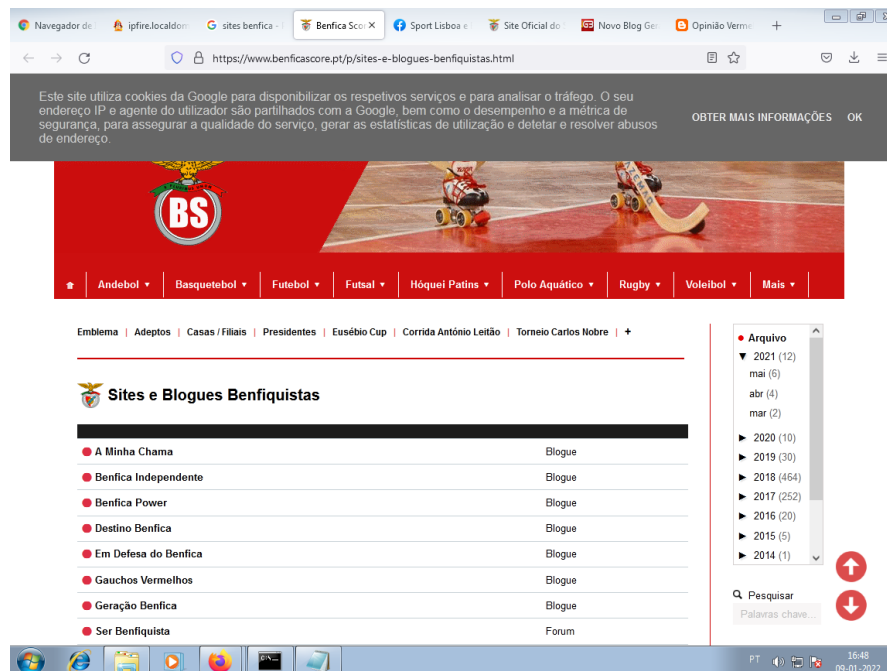 Navegador de
ipfire.locald
sites benfica -
Benfica Scor
Sport Lisboa e
Site Oficial do
Novo Blog Ger
Opinião Verme
https://www.benficascore.pt/p/sites-e-blogues-benfiquistas.html
Este site utiliza cookies da Google para disponibilizar os respetivos serviços e para analisar o tráfego. O seu
endereço IP e agente do utilizador são partilhados com a Google, bem como o desempenho e a métrica de
segurança, para assegurar a qualidade do serviço, gerar as estatísticas de utilização e detetar e resolver abusos
de endereço.
OBTER MAIS INFORMAÇÕES OK
BS
AZEMAD
Andebol ▾ Basquetebol ▾ Futebol ▾ Futsal ▾ Hóquei Patins ▾ Polo Aquático ▾ Rugby ▾ Voleibol ▾ Mais ▾
Emblema | Adeptos | Casas / Filiais | Presidentes | Eusébio Cup | Corrida António Leitão | Torneio Carlos Nobre | +
Sites e Blogues Benfiquistas
A Minha Chama Blogue
Benfica Independente Blogue
Benfica Power Blogue
Destino Benfica Blogue
Em Defesa do Benfica Blogue
Gauchos Vermelhos Blogue
Geração Benfica Blogue
Ser Benfiquista Forum
Arquivo
▼ 2021 (12)
mai (6)
abr (4)
mar (2)
► 2020 (10)
► 2019 (30)
► 2018 (464)
► 2017 (252)
► 2016 (20)
► 2015 (5)
► 2014 (1)
Pesquisar
Palavras chave...
PT
16:48
09-01-2022